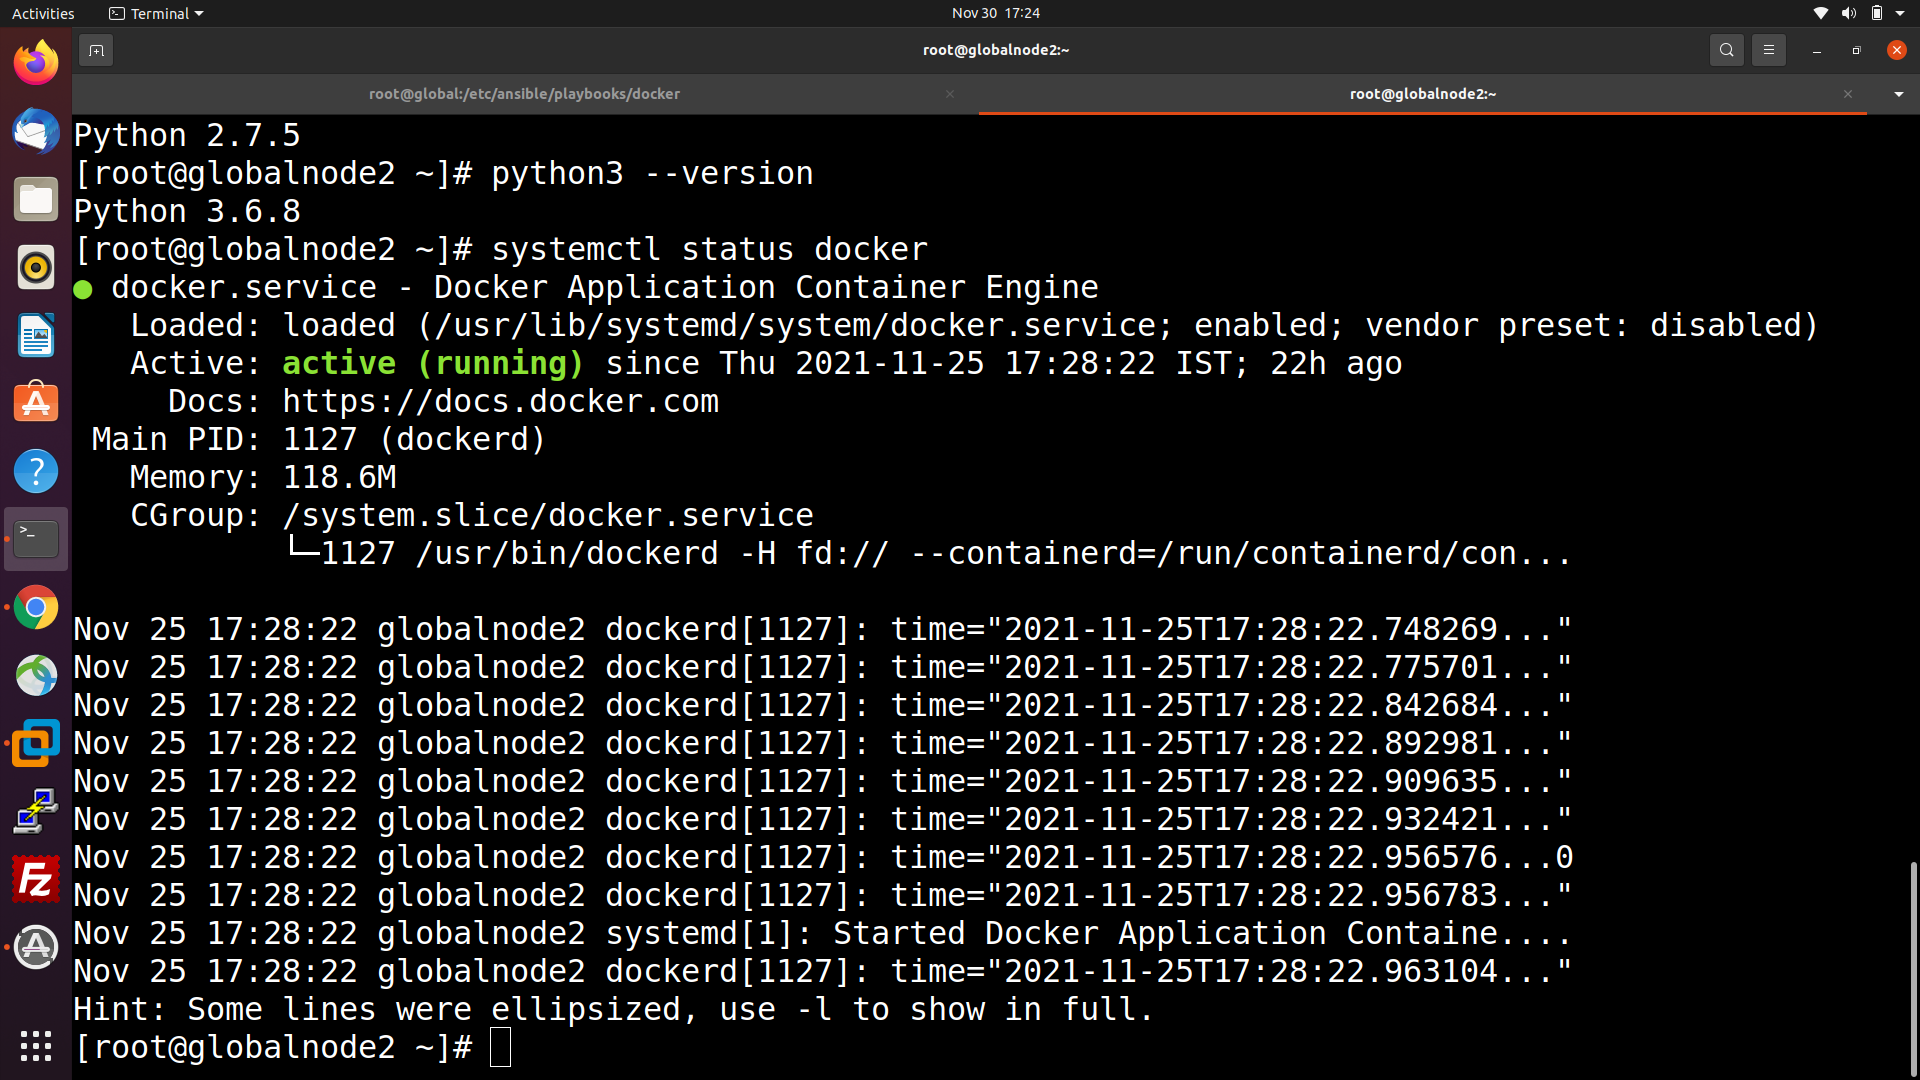 Activities Terminal Nov 30 17:24
root@globalnode2:~
root@global:/etc/ansible/playbooks/docker root@globalnode2:~
Python 2.7.5
[root@globalnode2 ~]# python3 --version
Python 3.6.8
[root@globalnode2 ~]# systemctl status docker
● docker.service - Docker Application Container Engine
   Loaded: loaded (/usr/lib/systemd/system/docker.service; enabled; vendor preset: disabled)
   Active: active (running) since Thu 2021-11-25 17:28:22 IST; 22h ago
     Docs: https://docs.docker.com
 Main PID: 1127 (dockerd)
   Memory: 118.6M
   CGroup: /system.slice/docker.service
           └─1127 /usr/bin/dockerd -H fd:// --containerd=/run/containerd/con...
Nov 25 17:28:22 globalnode2 dockerd[1127]: time="2021-11-25T17:28:22.748269..."
Nov 25 17:28:22 globalnode2 dockerd[1127]: time="2021-11-25T17:28:22.775701..."
Nov 25 17:28:22 globalnode2 dockerd[1127]: time="2021-11-25T17:28:22.842684..."
Nov 25 17:28:22 globalnode2 dockerd[1127]: time="2021-11-25T17:28:22.892981..."
Nov 25 17:28:22 globalnode2 dockerd[1127]: time="2021-11-25T17:28:22.909635..."
Nov 25 17:28:22 globalnode2 dockerd[1127]: time="2021-11-25T17:28:22.932421..."
Nov 25 17:28:22 globalnode2 dockerd[1127]: time="2021-11-25T17:28:22.956576...0
Nov 25 17:28:22 globalnode2 dockerd[1127]: time="2021-11-25T17:28:22.956783..."
Nov 25 17:28:22 globalnode2 systemd[1]: Started Docker Application Containe....
Nov 25 17:28:22 globalnode2 dockerd[1127]: time="2021-11-25T17:28:22.963104..."
Hint: Some lines were ellipsized, use -l to show in full.
[root@globalnode2 ~]#